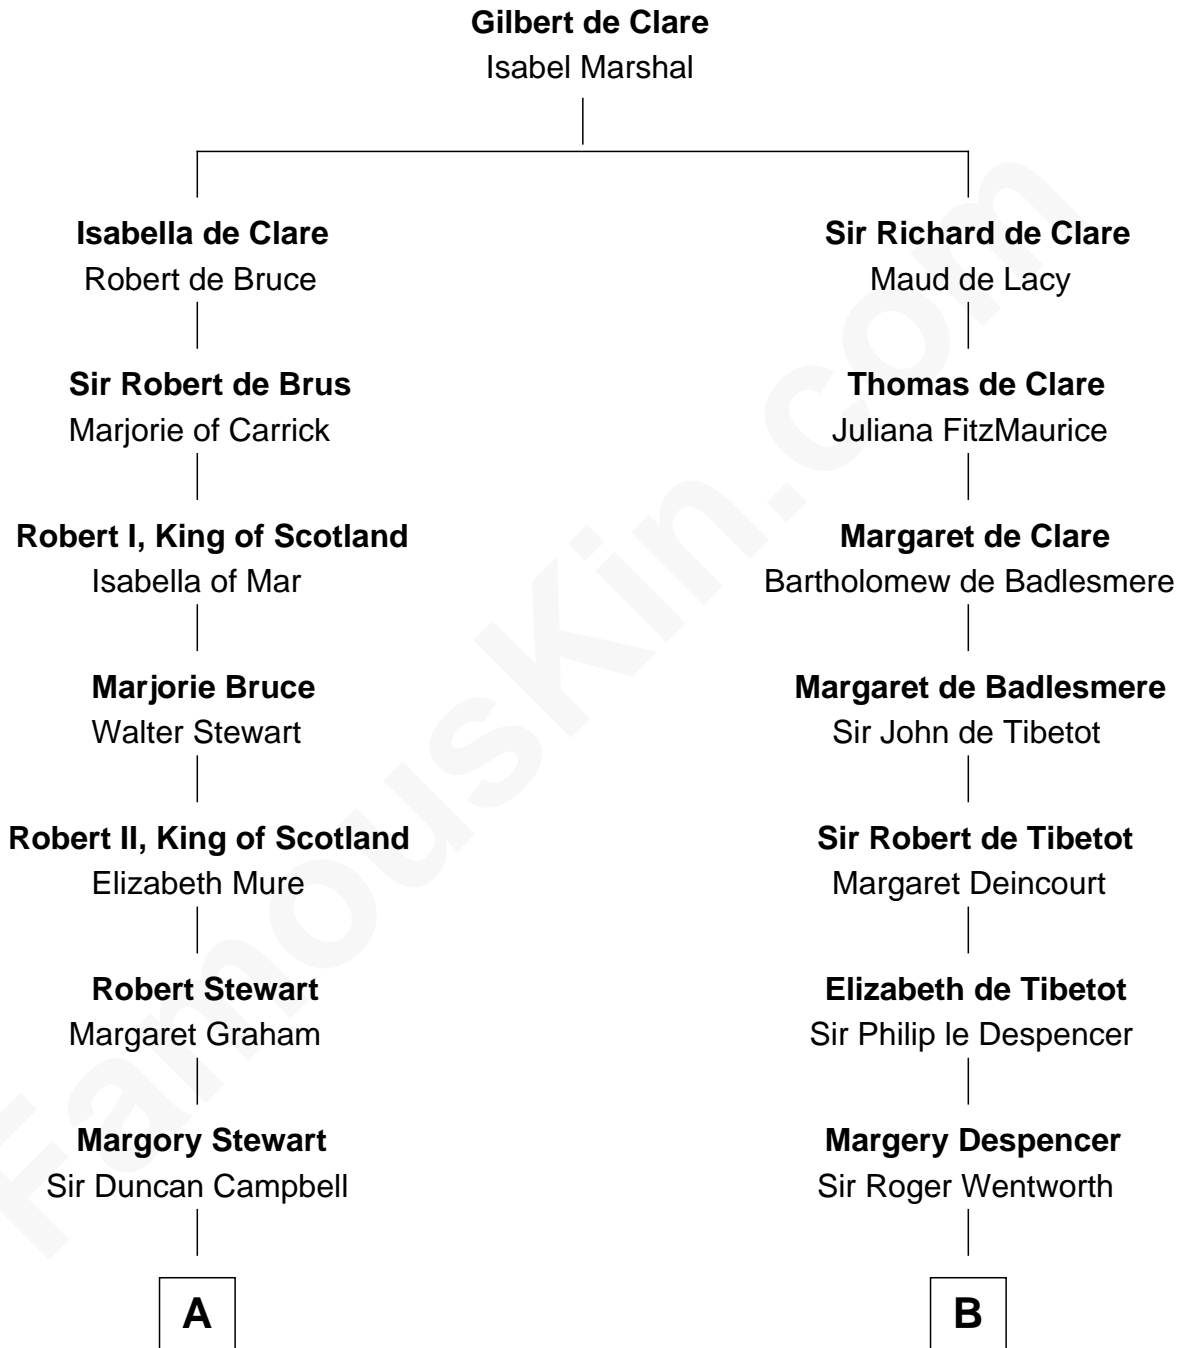 Gilbert de Clare
Isabel Marshal
Isabella de Clare
Robert de Bruce
Sir Robert de Brus
Marjorie of Carrick
Robert I, King of Scotland
Isabella of Mar
Marjorie Bruce
Walter Stewart
Robert II, King of Scotland
Elizabeth Mure
Robert Stewart
Margaret Graham
Margory Stewart
Sir Duncan Campbell
A
Sir Richard de Clare
Maud de Lacy
Thomas de Clare
Juliana FitzMaurice
Margaret de Clare
Bartholomew de Badlesmere
Margaret de Badlesmere
Sir John de Tibetot
Sir Robert de Tibetot
Margaret Deincourt
Elizabeth de Tibetot
Sir Philip le Despencer
Margery Despencer
Sir Roger Wentworth
B
FamousKin.com